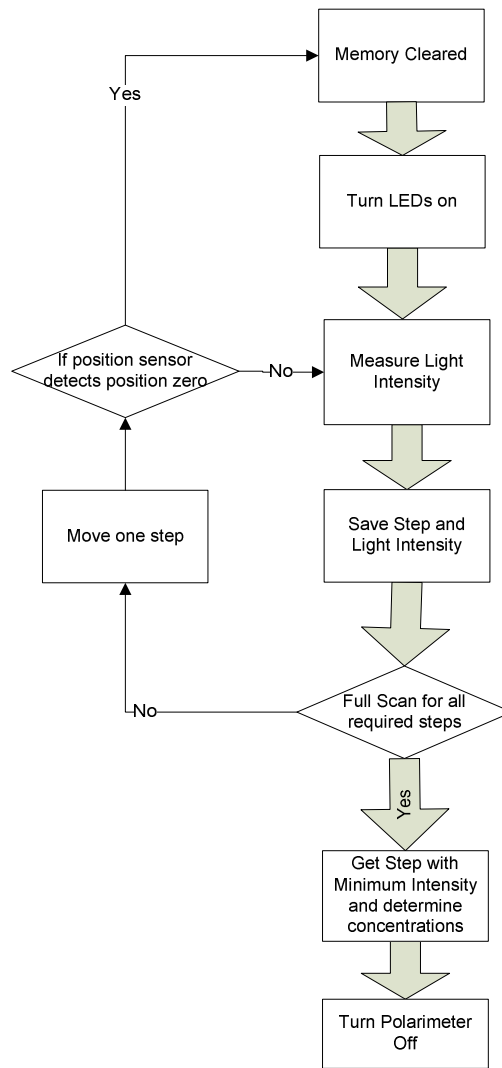 Memory Cleared
Yes
Turn LEDs on
If position sensor
detects position zero
No
Measure Light
Intensity
Move one step
Save Step and
Light Intensity
Full Scan for all
required steps
No
Yes
Get Step with
Minimum Intensity
and determine
concentrations
Turn Polarimeter
Off